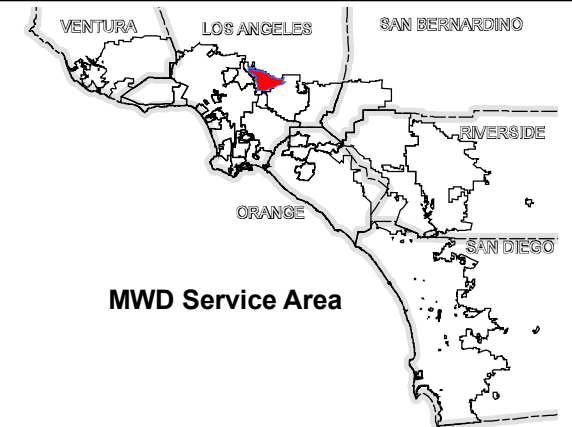 VENTURA
LOS ANGELES
SAN BERNARDINO
RIVERSIDE
ORANGE
SAN DIEGO
MWD Service Area